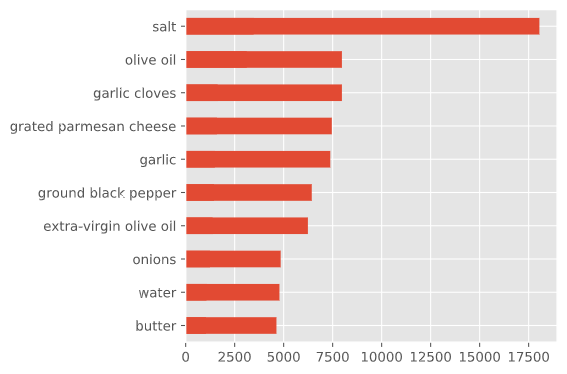 salt
olive oil
garlic cloves
grated parmesan cheese
garlic
ground black pepper
extra-virgin olive oil
onions
water
butter
0 2500 5000 7500 10000 12500 15000 17500